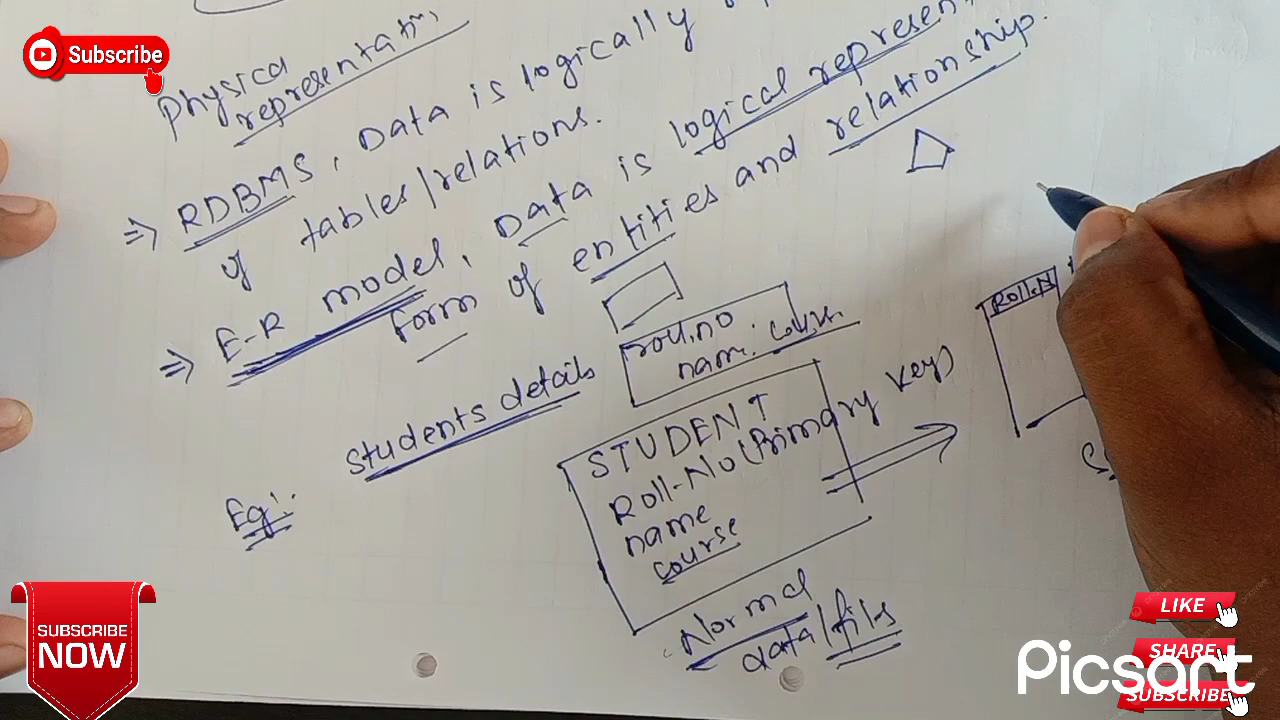 Subscribe
Physical
representation
=> RDBMS, Data is logically
of tables/relations.
=> E-R model, Data is logical represen
form of entities and relationship.
students details
roll.no.
name. course.
Roll.N
Eg:-
STUDENT
Roll-No (Primary key)
name
course
Normal
data/files
SUBSCRIBE
NOW
LIKE
SHARE
SUBSCRIBE
Picsart